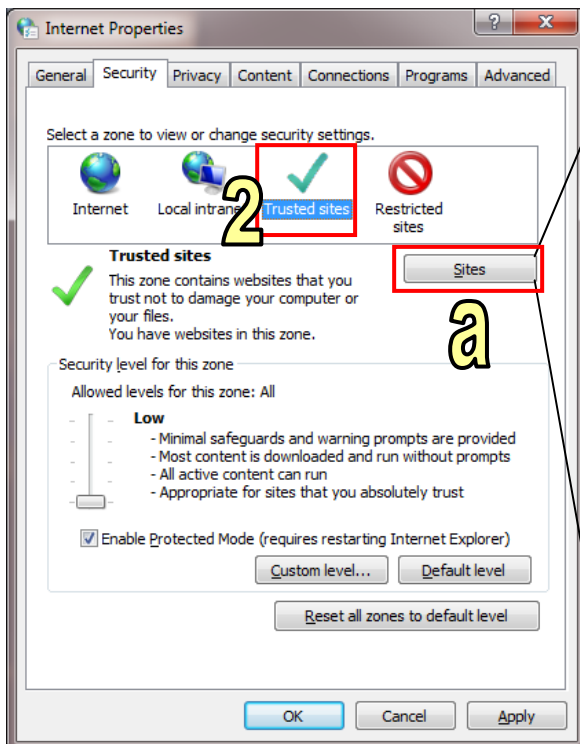 Internet Properties
?
X
General Security Privacy Content Connections Programs Advanced
Select a zone to view or change security settings.
Internet
Local intrane
Trusted sites
Restricted
sites
2
Trusted sites
This zone contains websites that you
trust not to damage your computer or
your files.
You have websites in this zone.
Sites
a
Security level for this zone
Allowed levels for this zone: All
Low
- Minimal safeguards and warning prompts are provided
- Most content is downloaded and run without prompts
- All active content can run
- Appropriate for sites that you absolutely trust
Enable Protected Mode (requires restarting Internet Explorer)
Custom level... Default level
Reset all zones to default level
OK Cancel Apply